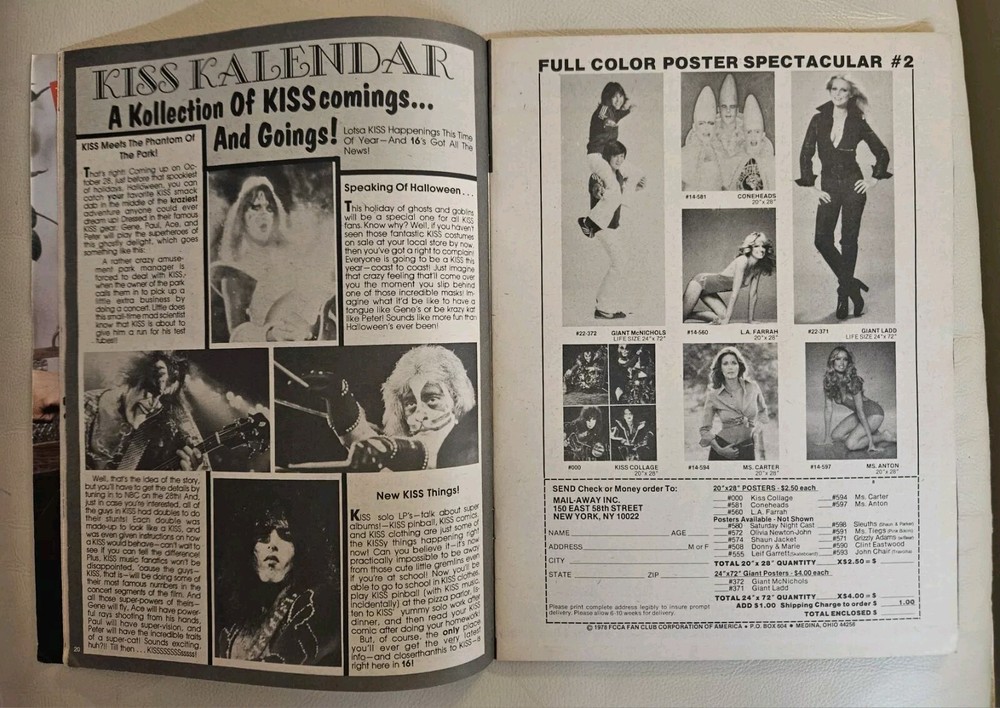 KISS KALENDAR
A Kollection Of KISScomings...
And Goings!
Lotsa KISS Happenings This Time
Of Year—And 16's Got All The
News!
KISS Meets The Phantom Of
The Park!
That's right! Coming up on Oc-
tober 28, just before that spookiest
of holidays, Halloween, you can
catch your favorite KISS smack
dab in the middle of the kraziest
adventure anyone could ever
dream up! Dressed in their famous
KISS gear, Gene, Paul, Ace, and
Peter will play the superheroes of
this ghostly delight, which goes
something like this:
A rather crazy amuse-
ment park manager is
forced to deal with KISS,
when the owner of the park
calls them in to pick up a
little extra business by
doing a concert. Little does
this small-time mad scientist
know that KISS is about to
give him a run for his test
tubes!!
Well, that's the idea of the story,
but you'll have to get the details by
tuning in to NBC on the 28th! And,
just in case you're interested, all of
the guys in KISS had doubles to do
their stunts! Each double was
made-up to look like a KISS, and
was even given instructions on how
a KISS would behave—can't wait to
see if you can tell the difference!
Plus, KISS music fanatics won't be
disappointed, 'cause the guys—
KISS, that is—will be doing some of
their most famous numbers in the
concert segments of the film. And
all those super-powers of theirs—
Gene will fly, Ace will have power-
ful rays shooting from his hands,
Paul will have super-vision, and
Peter will have the incredible traits
of a super-cat! Sounds exciting,
huh?!! Till then . . . KISSSSSSSssssss!
20
Speaking Of Halloween . . .
This holiday of ghosts and goblins
will be a special one for all KISS
fans. Know why? Well, if you haven't
seen those fantastic KISS costumes
on sale at your local store by now,
then you've got a right to complain!
Everyone is going to be a KISS this
year—coast to coast! Just imagine
that crazy feeling that'll come over
you the moment you slip behind
one of those incredible masks! Im-
agine what it'd be like to have a
tongue like Gene's or be krazy kat
like Peter! Sounds like more fun than
Halloween's ever been!
New KISS Things!
KISS solo LP's—talk about super
albums!—KISS pinball, KISS comics,
and KISS clothing are just some of
the KISSy things happening right
now! Can you believe it—it's now
practically impossible to be away
from those cute little gremlins even
if you're at school! Now you'll be
able to go to school in KISS clothes,
play KISS pinball (with KISS music,
incidentally) at the pizza parlor, lis-
ten to KISS' yummy solo work over
dinner, and then read your KISS
comic after doing your homework!
But, of course, the only place
you'll ever get the very latest
info—and closerthanthis to KISS—is
right here in 16!
FULL COLOR POSTER SPECTACULAR #2
#22-372 GIANT McNICHOLS
LIFE SIZE 24"x 72"
#14-581 CONEHEADS
20"x 28"
#14-560 L.A. FARRAH
20"x 28"
#22-371 GIANT LADD
LIFE SIZE 24"x 72"
#000 KISS COLLAGE
20"x 28"
#14-594 MS. CARTER
20"x 28"
#14-597 MS. ANTON
20"x 28"
SEND Check or Money order To:
MAIL-AWAY INC.
150 EAST 58th STREET
NEW YORK, NY 10022
NAME AGE
ADDRESS M or F
CITY
STATE ZIP
Please print complete address legibly to insure prompt
delivery. Please allow 6-10 weeks for delivery.
20"x28" POSTERS - $2.50 each
#000 Kiss Collage #594 Ms. Carter
#581 Coneheads #597 Ms. Anton
#560 L.A. Farrah
Posters Available - Not Shown
#580 Saturday Night Cast #598 Sleuths (Shaun & Parker)
#572 Olivia Newton-John #591 Ms. Tiegs
#574 Shaun Jacket #571 Grizzly Adams
#508 Donny & Marie #590 Clint Eastwood
#555 Leif Garrett (skateboard) #593
TOTAL 20"x 28" QUANTITY X$2.50 = $
24"x72" Giant Posters - $4.00 each
#372 Giant McNichols
#371 Giant Ladd
TOTAL 24"x 72" QUANTITY X$4.00 = $
ADD $1.00 Shipping Charge to order $ 1.00
TOTAL ENCLOSED $
© 1978 FCCA FAN CLUB CORPORATION OF AMERICA • P.O. BOX 604 • MEDINA, OHIO 44256